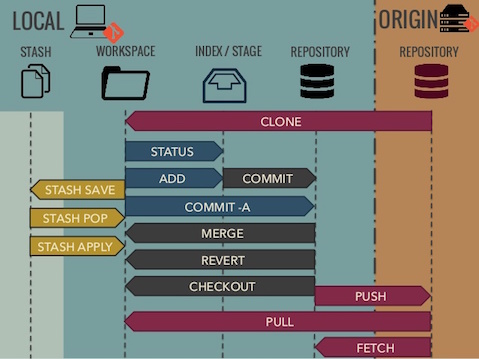 LOCAL
ORIGIN
STASH
WORKSPACE
INDEX / STAGE
REPOSITORY
REPOSITORY
CLONE
STATUS
ADD
COMMIT
STASH SAVE
COMMIT -A
STASH POP
MERGE
STASH APPLY
REVERT
CHECKOUT
PUSH
PULL
FETCH